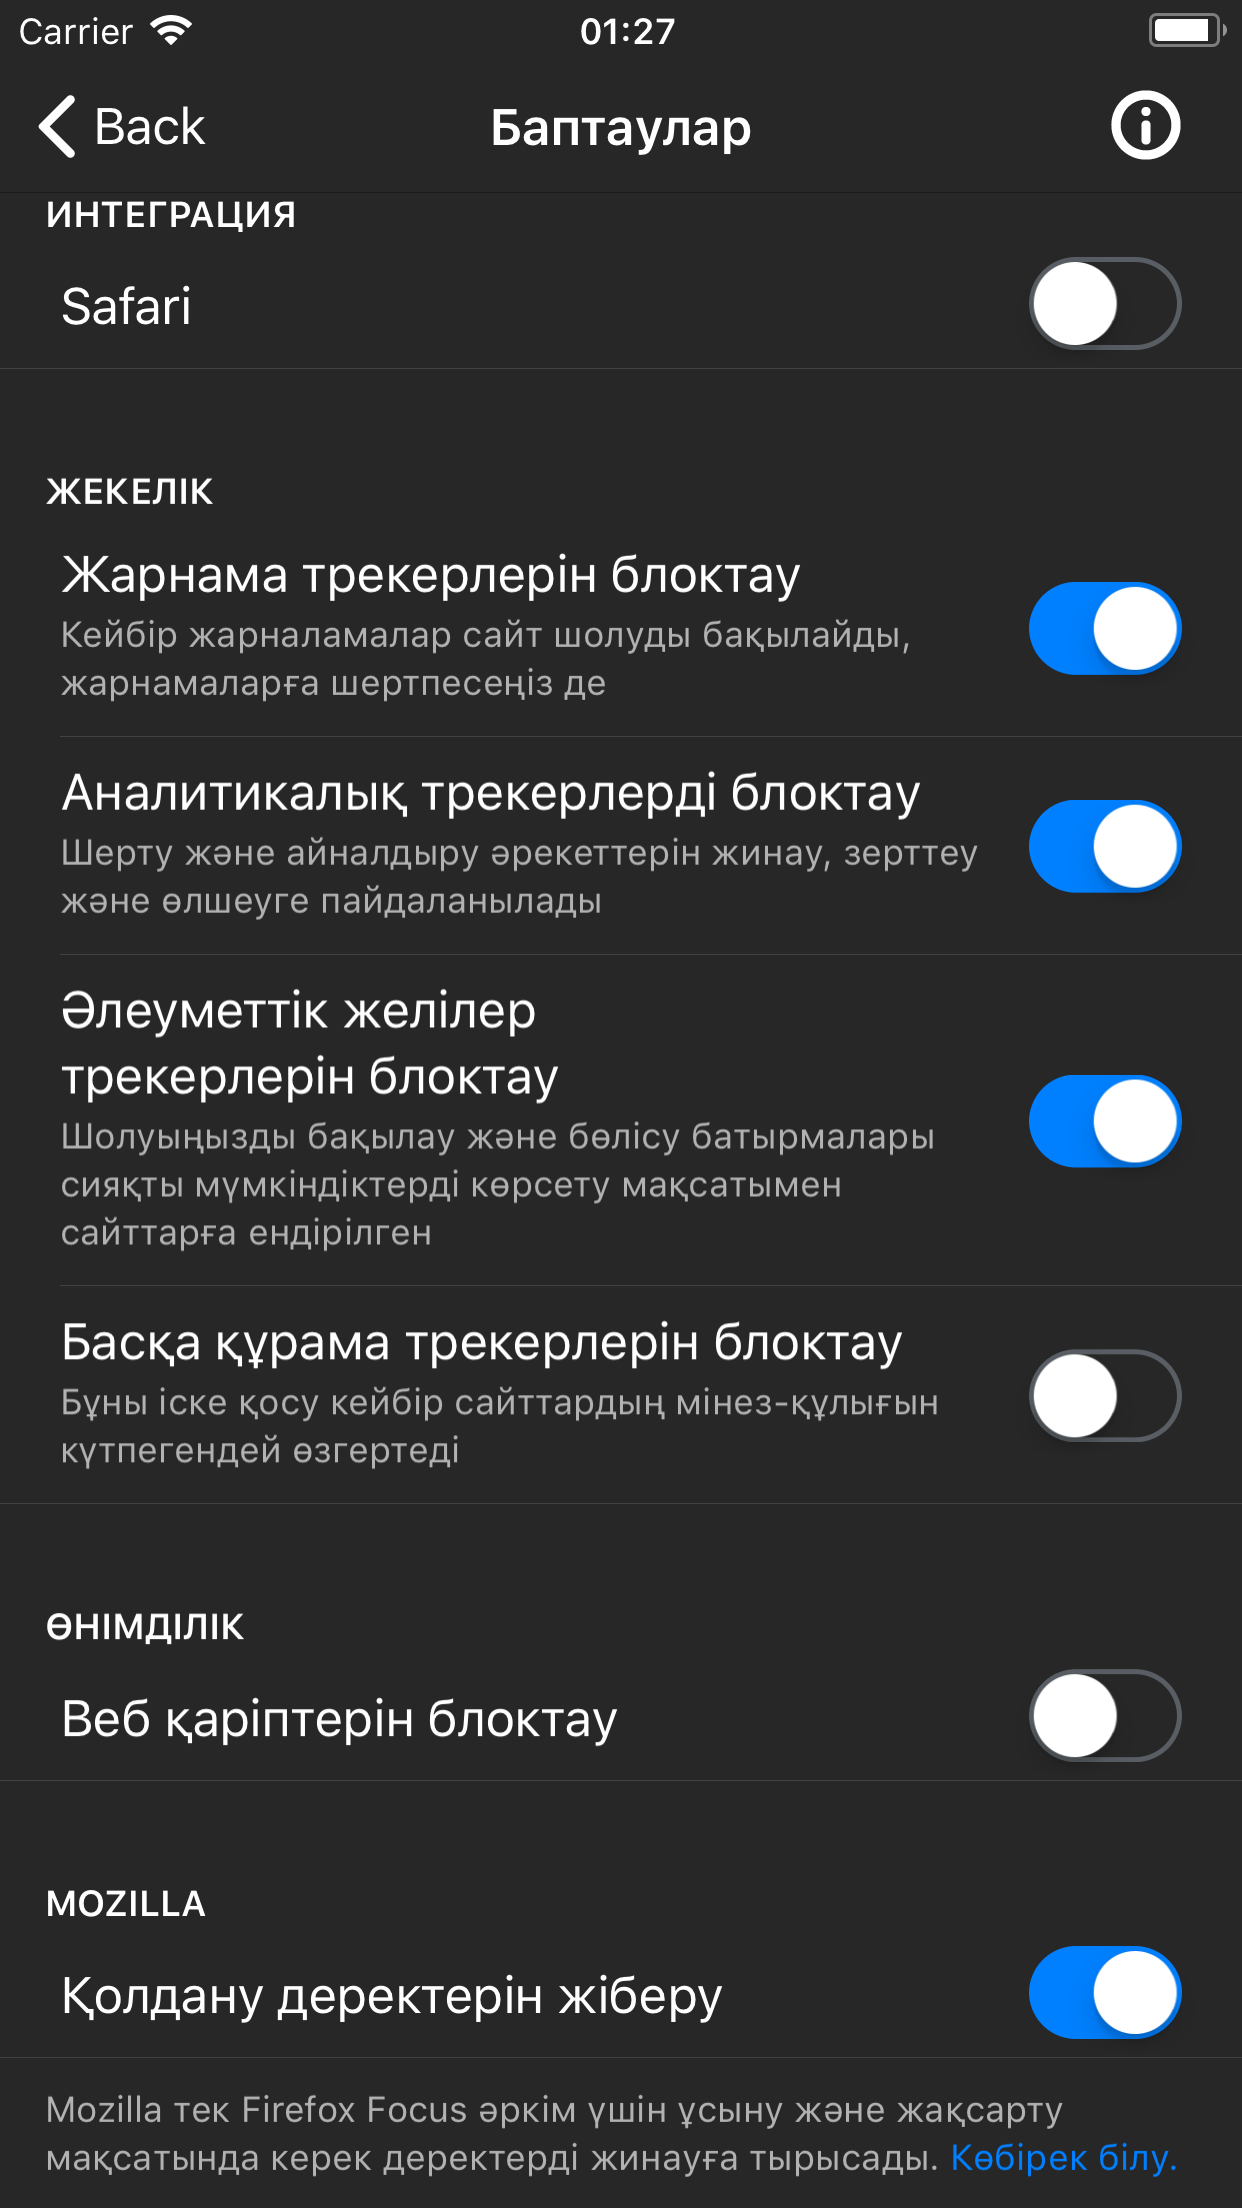 Carrier
01:27
Back
Баптаулар
ИНТЕГРАЦИЯ
Safari
ЖЕКЕЛІК
Жарнама трекерлерін блоктау
Кейбір жарналамалар сайт шолуды бақылайды,
жарнамаларға шертпесеңіз де
Аналитикалық трекерлерді блоктау
Шерту және айналдыру әрекеттерін жинау, зерттеу
және өлшеуге пайдаланылады
Әлеуметтік желілер
трекерлерін блоктау
Шолуыңызды бақылау және бөлісу батырмалары
сияқты мүмкіндіктерді көрсету мақсатымен
сайттарға ендірілген
Басқа құрама трекерлерін блоктау
Бұны іске қосу кейбір сайттардың мінез-құлығын
күтпегендей өзгертеді
ӨНІМДІЛІК
Веб қаріптерін блоктау
MOZILLA
Қолдану деректерін жіберу
Mozilla тек Firefox Focus әркім үшін ұсыну және жақсарту
мақсатында керек деректерді жинауға тырысады. Көбірек білу.